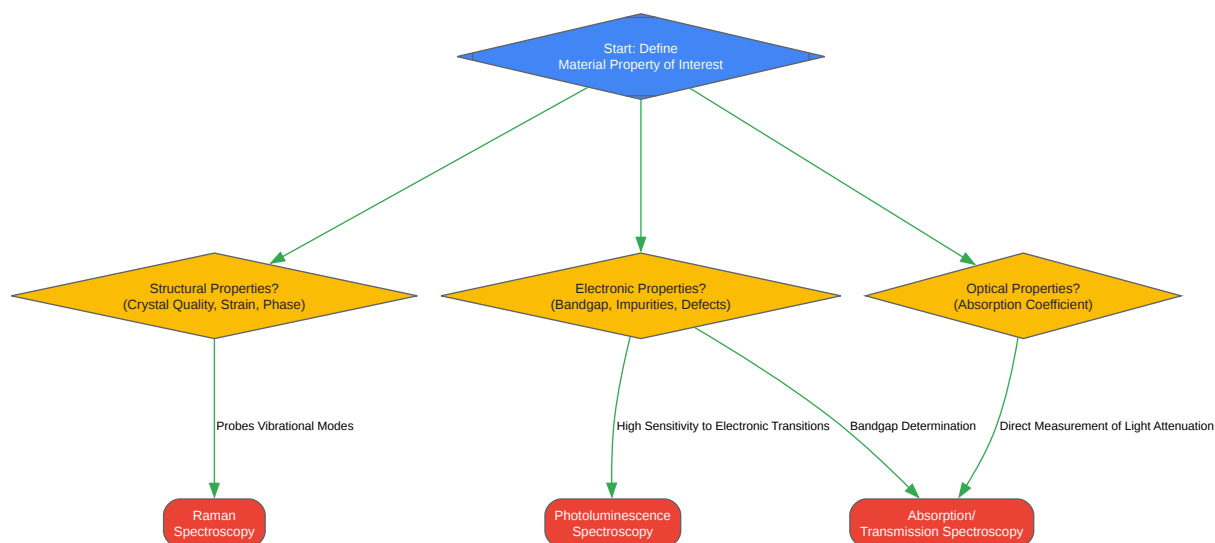 Start: Define
Material Property of Interest
Structural Properties?
(Crystal Quality, Strain, Phase)
Electronic Properties?
(Bandgap, Impurities, Defects)
Optical Properties?
(Absorption Coefficient)
Probes Vibrational Modes
High Sensitivity to Electronic Transitions
Bandgap Determination
Direct Measurement of Light Attenuation
Raman
Spectroscopy
Photoluminescence
Spectroscopy
Absorption/
Transmission Spectroscopy